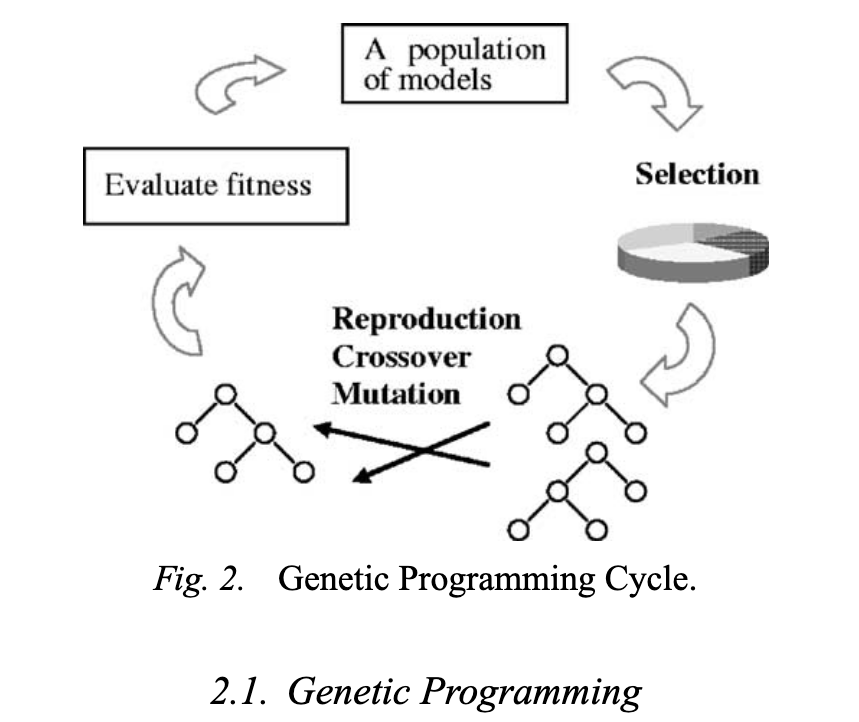 A population
of models
Selection
Evaluate fitness
Reproduction
Crossover
Mutation
Fig. 2. Genetic Programming Cycle.
2.1. Genetic Programming